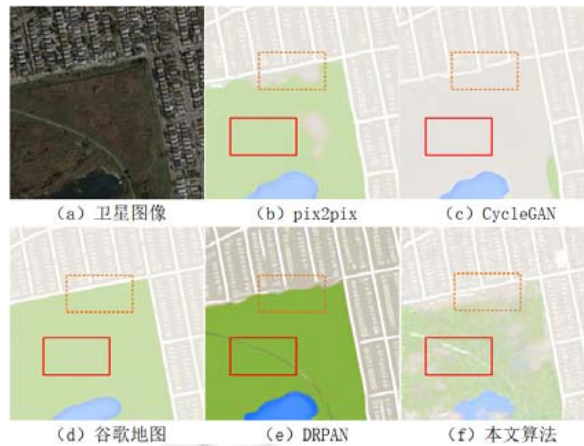 (a) 卫星图像
(b) pix2pix
(c) CycleGAN
(d) 谷歌地图
(e) DRPAN
(f) 本文算法